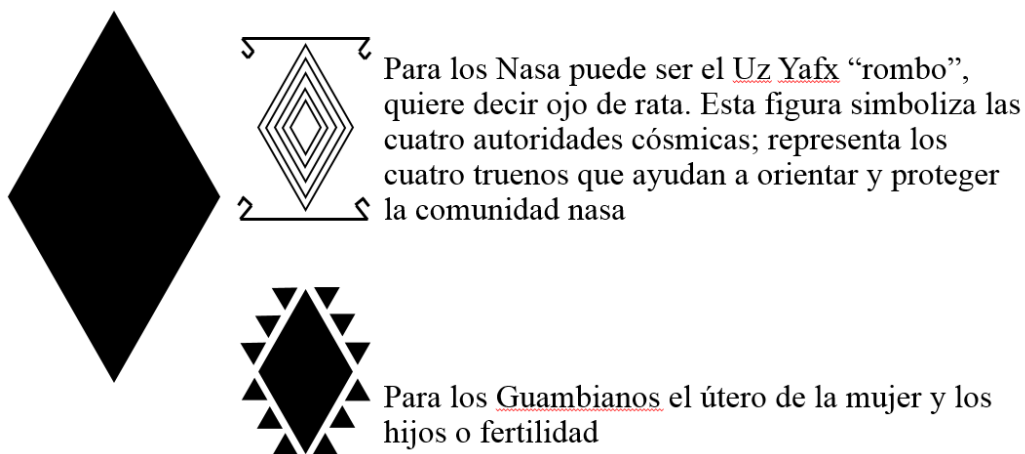 Para los Nasa puede ser el Uz Yafx “rombo”,
quiere decir ojo de rata. Esta figura simboliza las
cuatro autoridades cósmicas; representa los
cuatro truenos que ayudan a orientar y proteger
la comunidad nasa
Para los Guambianos el útero de la mujer y los
hijos o fertilidad